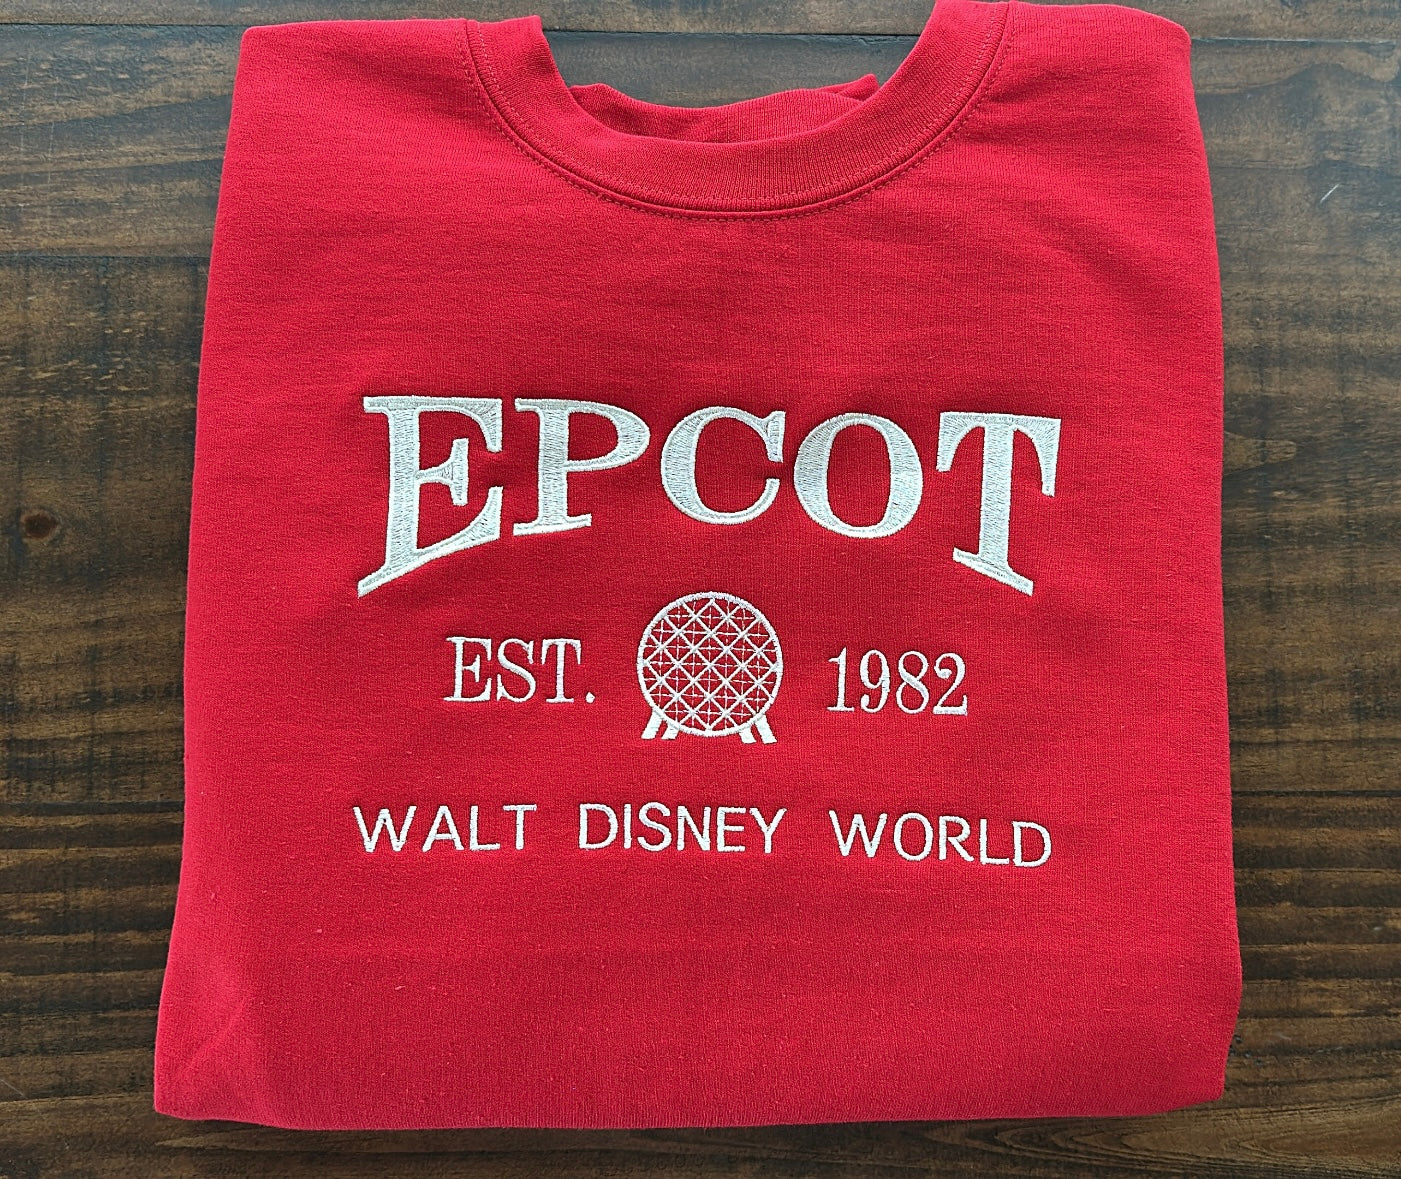 EPCOT
EST. 1982
WALT DISNEY WORLD